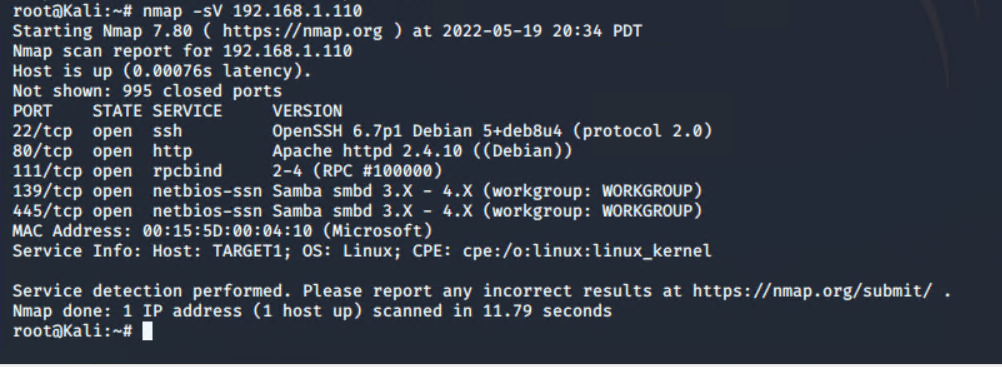 root@Kali:~# nmap -sV 192.168.1.110
Starting Nmap 7.80 ( https://nmap.org ) at 2022-05-19 20:34 PDT
Nmap scan report for 192.168.1.110
Host is up (0.00076s latency).
Not shown: 995 closed ports
PORT    STATE SERVICE     VERSION
22/tcp  open  ssh         OpenSSH 6.7p1 Debian 5+deb8u4 (protocol 2.0)
80/tcp  open  http        Apache httpd 2.4.10 ((Debian))
111/tcp open  rpcbind     2-4 (RPC #100000)
139/tcp open  netbios-ssn Samba smbd 3.X - 4.X (workgroup: WORKGROUP)
445/tcp open  netbios-ssn Samba smbd 3.X - 4.X (workgroup: WORKGROUP)
MAC Address: 00:15:5D:00:04:10 (Microsoft)
Service Info: Host: TARGET1; OS: Linux; CPE: cpe:/o:linux:linux_kernel
Service detection performed. Please report any incorrect results at https://nmap.org/submit/ .
Nmap done: 1 IP address (1 host up) scanned in 11.79 seconds
root@Kali:~#